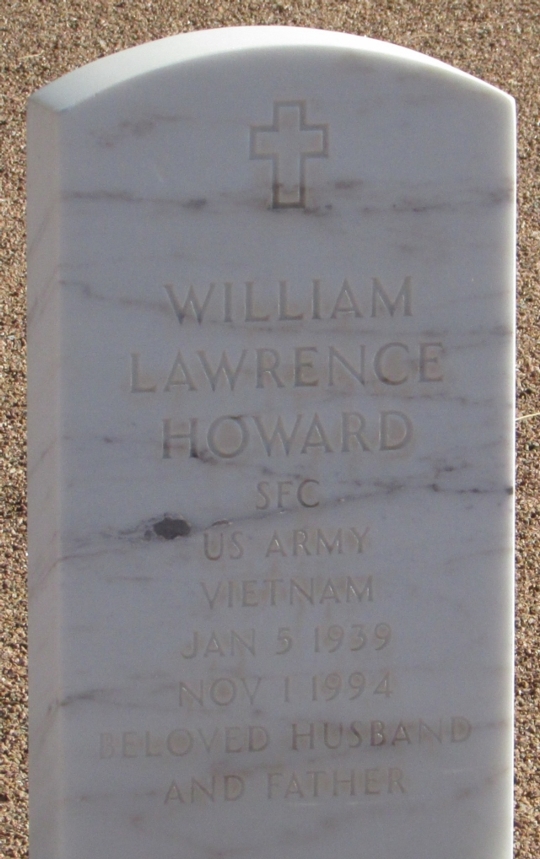 WILLIAM
LAWRENCE
HOWARD
SFC
US ARMY
VIETNAM
JAN 5 1939
NOV 1 1994
BELOVED HUSBAND
AND FATHER